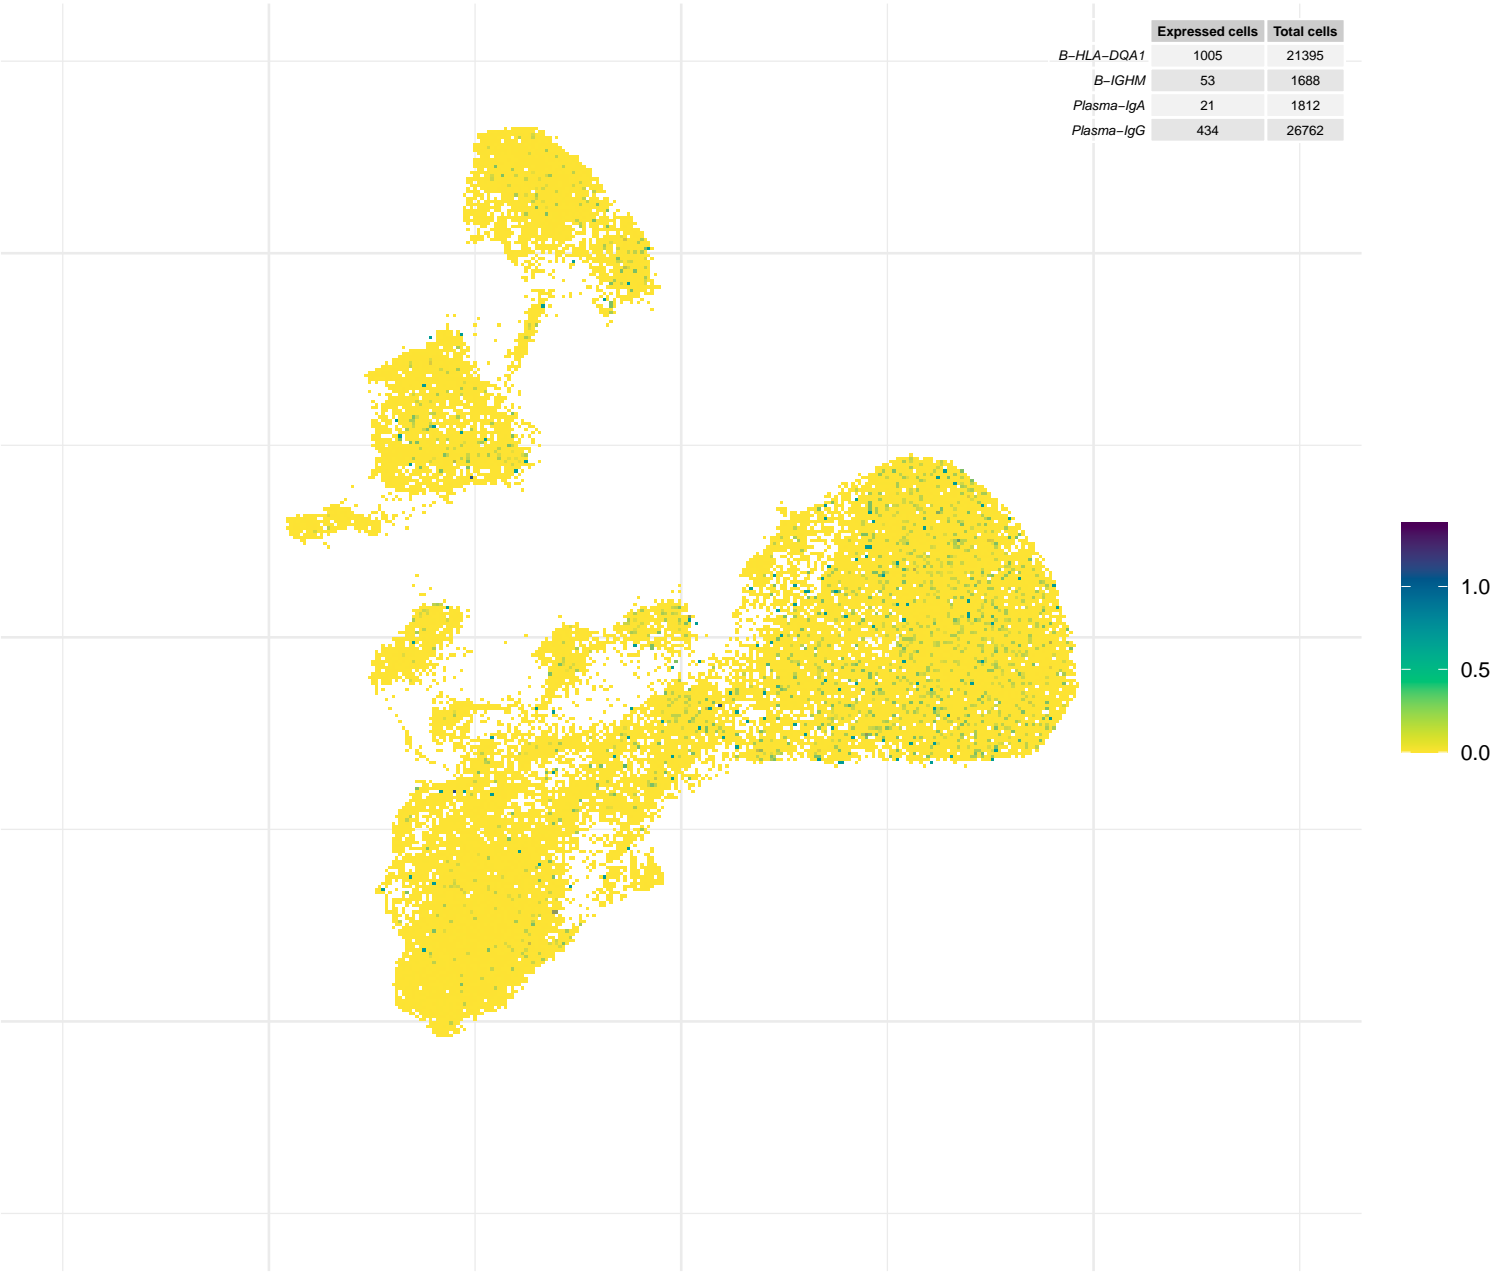 Expressed cells Total cells
B−HLA−DQA1 1005 21395
B−IGHM 53 1688
Plasma−IgA 21 1812
Plasma−IgG 434 26762
1.0
0.5
0.0